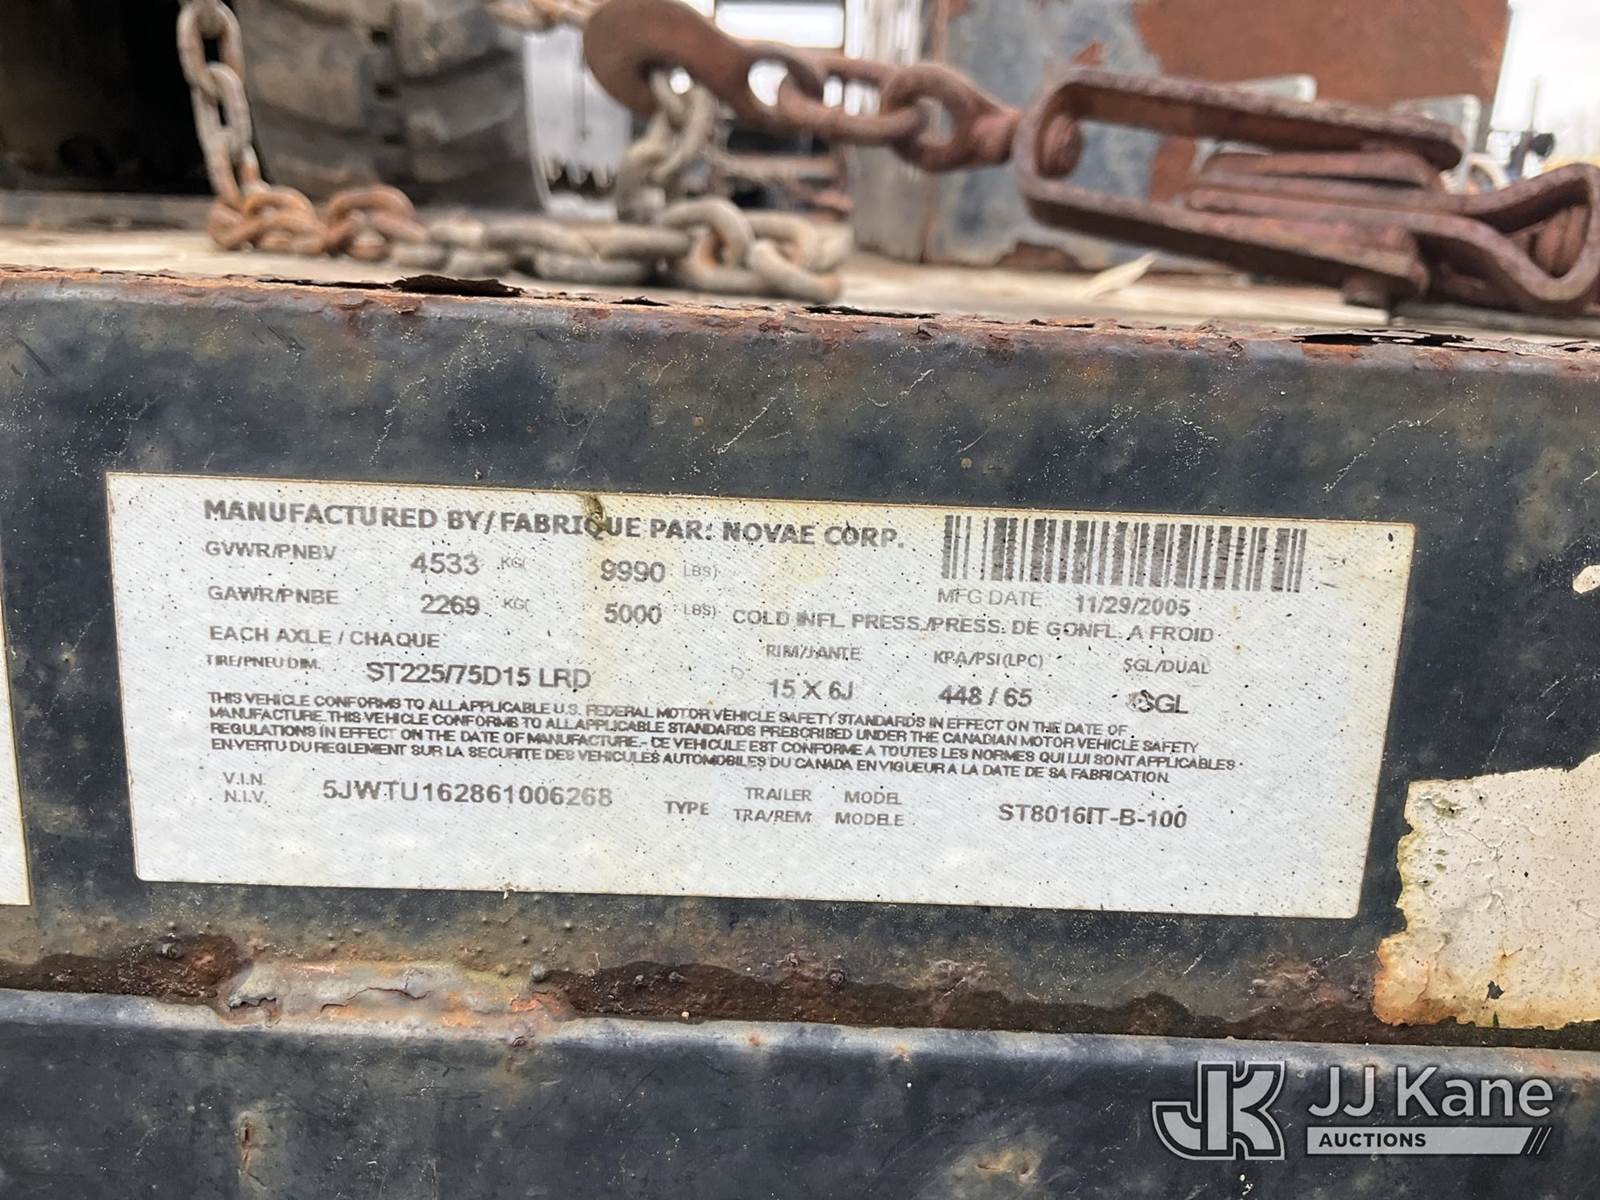 MANUFACTURED BY/FABRIQUE PAR: NOVAE CORP.
GVWR/PNBV 4533 KG( 9990 LBS)
MFG DATE 11/29/2005
GAWR/PNBE 2269 KG( 5000 LBS) COLD INFL. PRESS./PRESS. DE GONFL. A FROID
EACH AXLE / CHAQUE RIM/JANTE KPA/PSI(LPC) SGL/DUAL
TIRE/PNEU DIM. ST225/75D15 LRD 15 X 6J 448 / 65 SGL
THIS VEHICLE CONFORMS TO ALL APPLICABLE U.S. FEDERAL MOTOR VEHICLE SAFETY STANDARDS IN EFFECT ON THE DATE OF
MANUFACTURE. THIS VEHICLE CONFORMS TO ALL APPLICABLE STANDARDS PRESCRIBED UNDER THE CANADIAN MOTOR VEHICLE SAFETY
REGULATIONS IN EFFECT ON THE DATE OF MANUFACTURE. - CE VEHICULE EST CONFORME A TOUTES LES NORMES QUI LUI SONT APPLICABLES
EN VERTU DU REGLEMENT SUR LA SECURITE DES VEHICULES AUTOMOBILES DU CANADA EN VIGUEUR A LA DATE DE SA FABRICATION.
V.I.N. 5JWTU162861006268 TYPE TRAILER MODEL ST8016IT-B-100
N.I.V. TRA/REM MODELE
JK JJ Kane
AUCTIONS